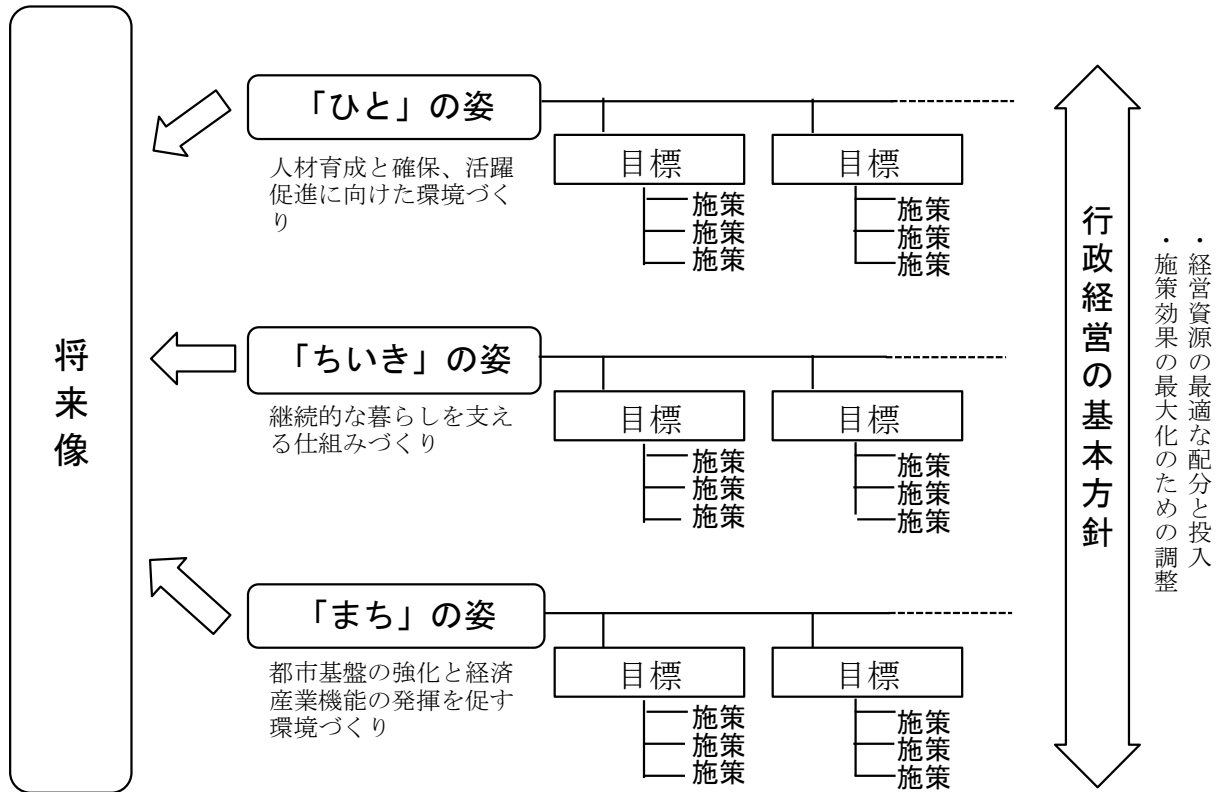 将来像
「ひと」の姿
人材育成と確保、活躍
促進に向けた環境づく
り
目標
施策
施策
施策
目標
施策
施策
施策
「ちいき」の姿
継続的な暮らしを支え
る仕組みづくり
目標
施策
施策
施策
目標
施策
施策
施策
「まち」の姿
都市基盤の強化と経済
産業機能の発揮を促す
環境づくり
目標
施策
施策
施策
目標
施策
施策
施策
行政経営の基本方針
・経営資源の最適な配分と投入
・施策効果の最大化のための調整